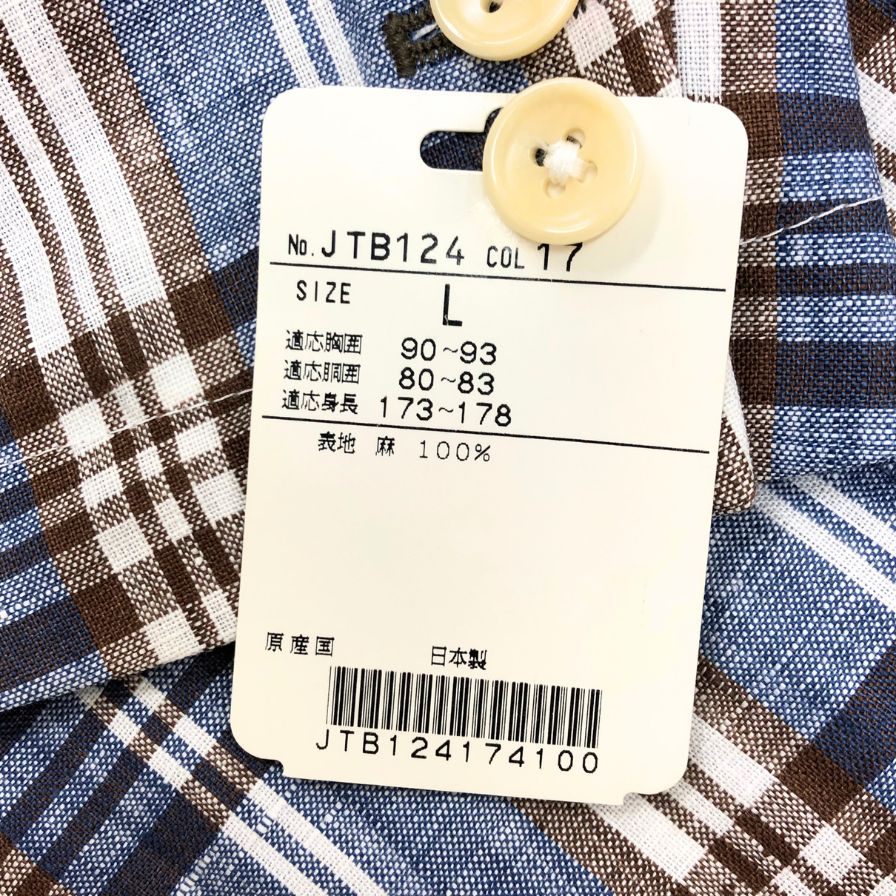 No. JTB124 COL 17
SIZE L
適応胸囲 90~93
適応胴囲 80~83
適応身長 173~178
表地 麻 100%
原産国 日本製
JTB124174100